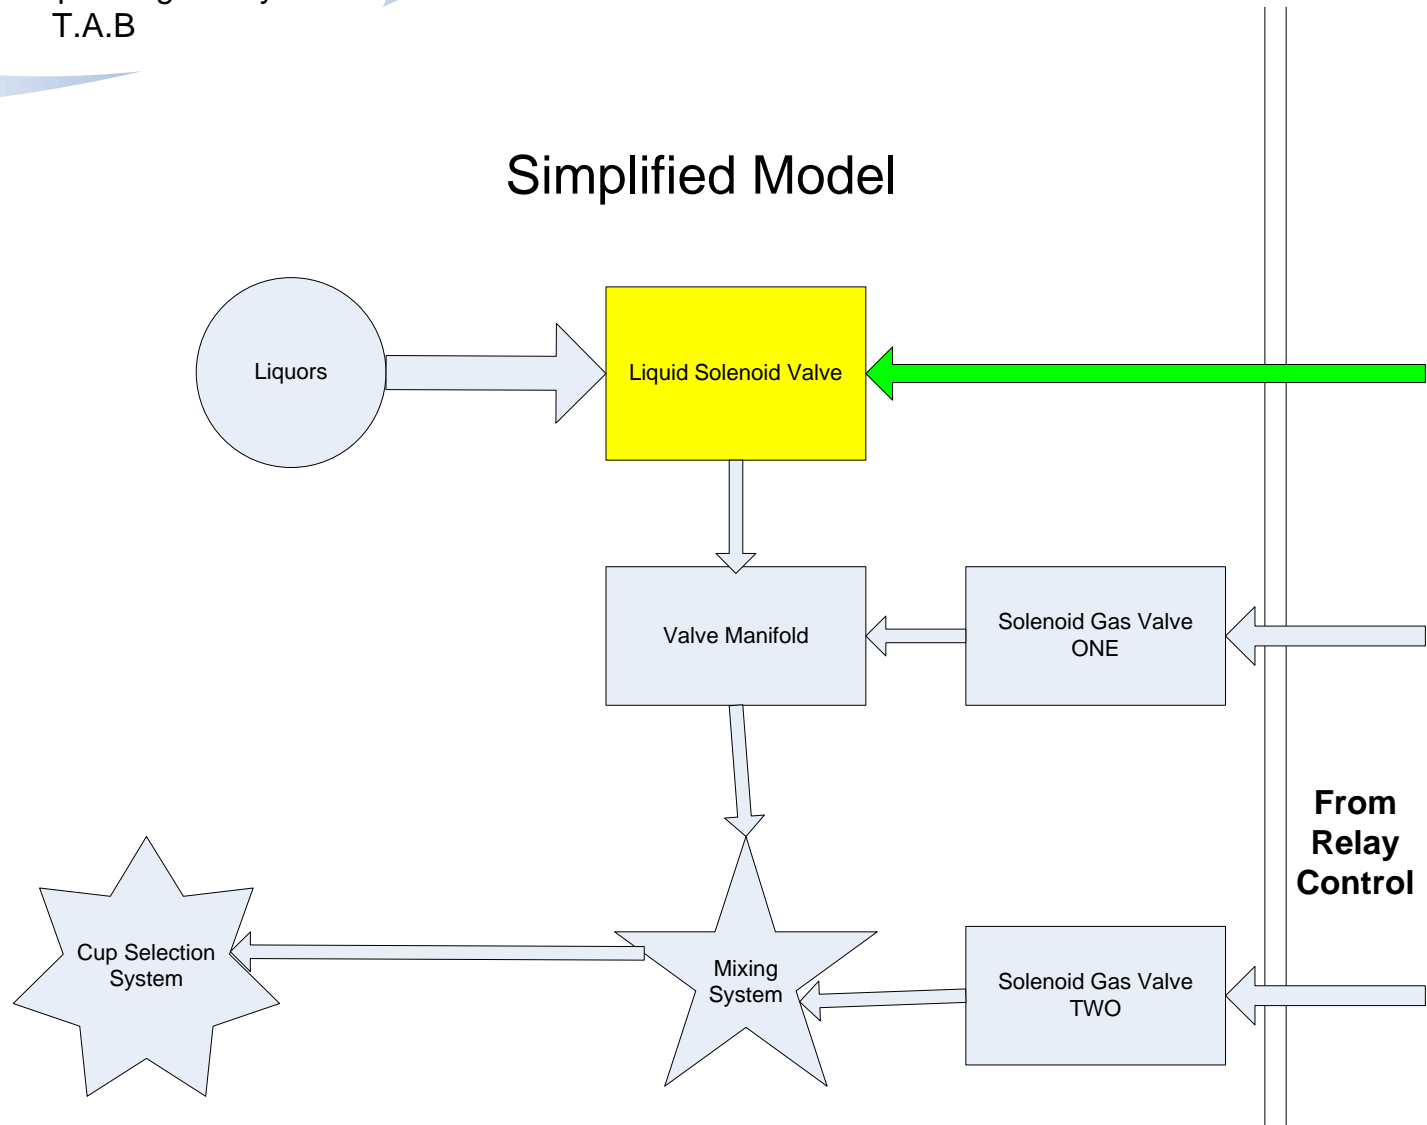 T.A.B
Simplified Model
Liquors
Liquid Solenoid Valve
Valve Manifold
Solenoid Gas Valve
ONE
From
Relay
Control
Cup Selection
System
Mixing
System
Solenoid Gas Valve
TWO